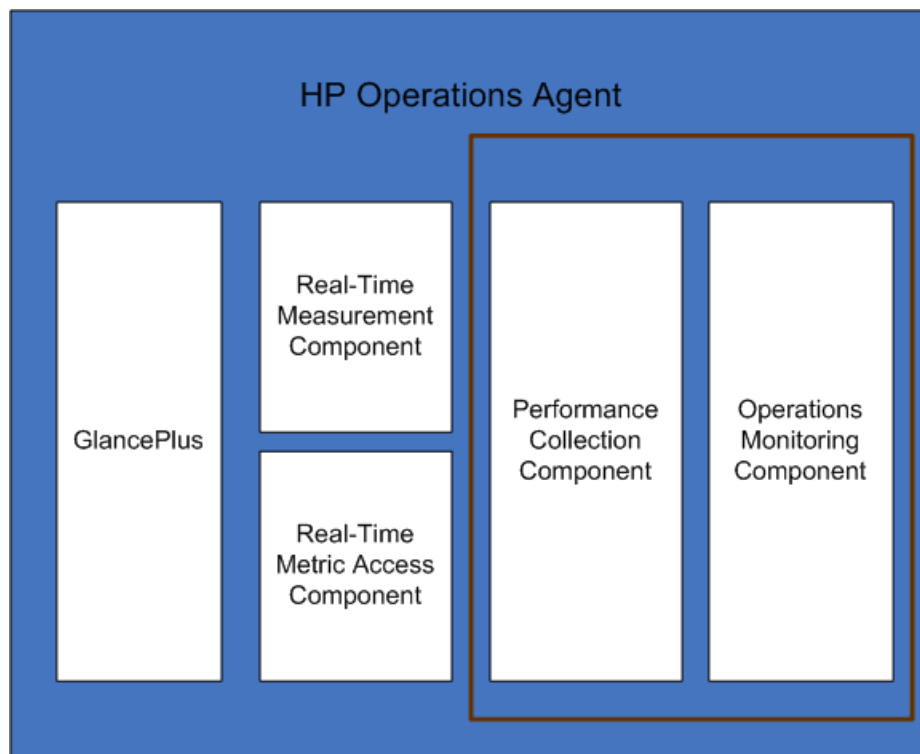 HP Operations Agent
GlancePlus
Real-Time
Measurement
Component
Real-Time
Metric Access
Component
Performance
Collection
Component
Operations
Monitoring
Component